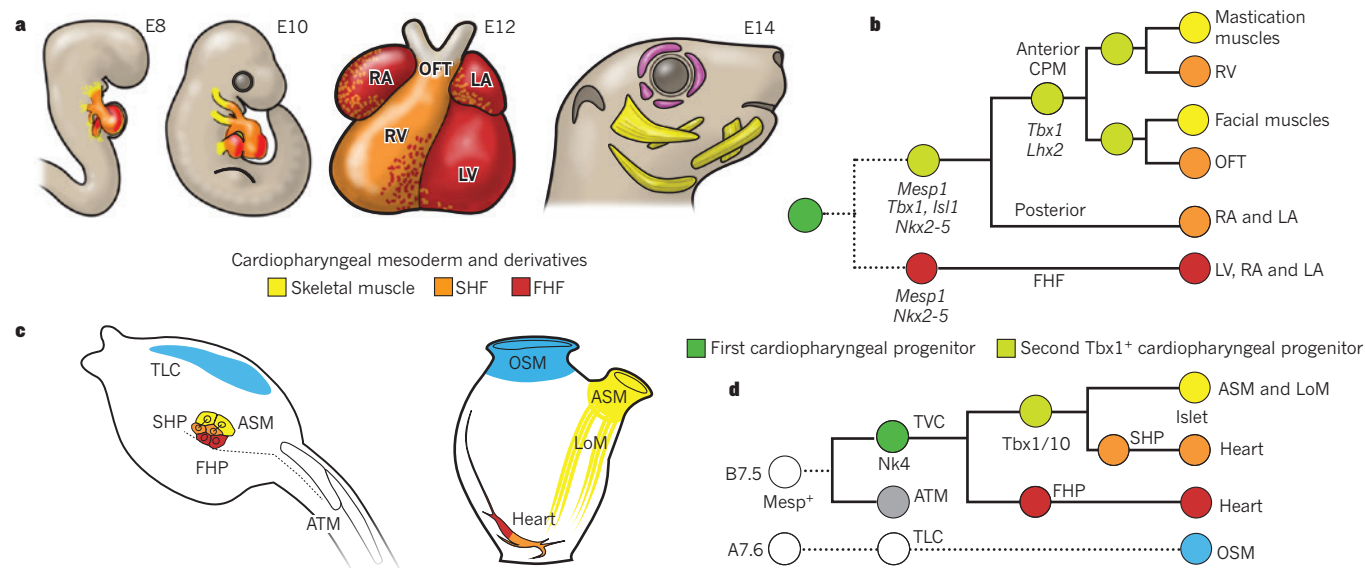 a
E8
E10
E12
E14
RA
OFT
LA
RV
LV
Cardiopharyngeal mesoderm and derivatives
Skeletal muscle
SHF
FHF
b
Mastication
muscles
Anterior
CPM
RV
Tbx1
Lhx2
Facial muscles
OFT
Mesp1
Tbx1, Isl1
Nkx2-5
Posterior
RA and LA
FHF
LV, RA and LA
Mesp1
Nkx2-5
First cardiopharyngeal progenitor
Second Tbx1⁺ cardiopharyngeal progenitor
c
TLC
SHP
ASM
FHP
ATM
OSM
ASM
LoM
Heart
d
ASM and LoM
TVC
Islet
Tbx1/10
SHP
Heart
Nk4
B7.5
Mesp⁺
ATM
FHP
Heart
A7.6
TLC
OSM